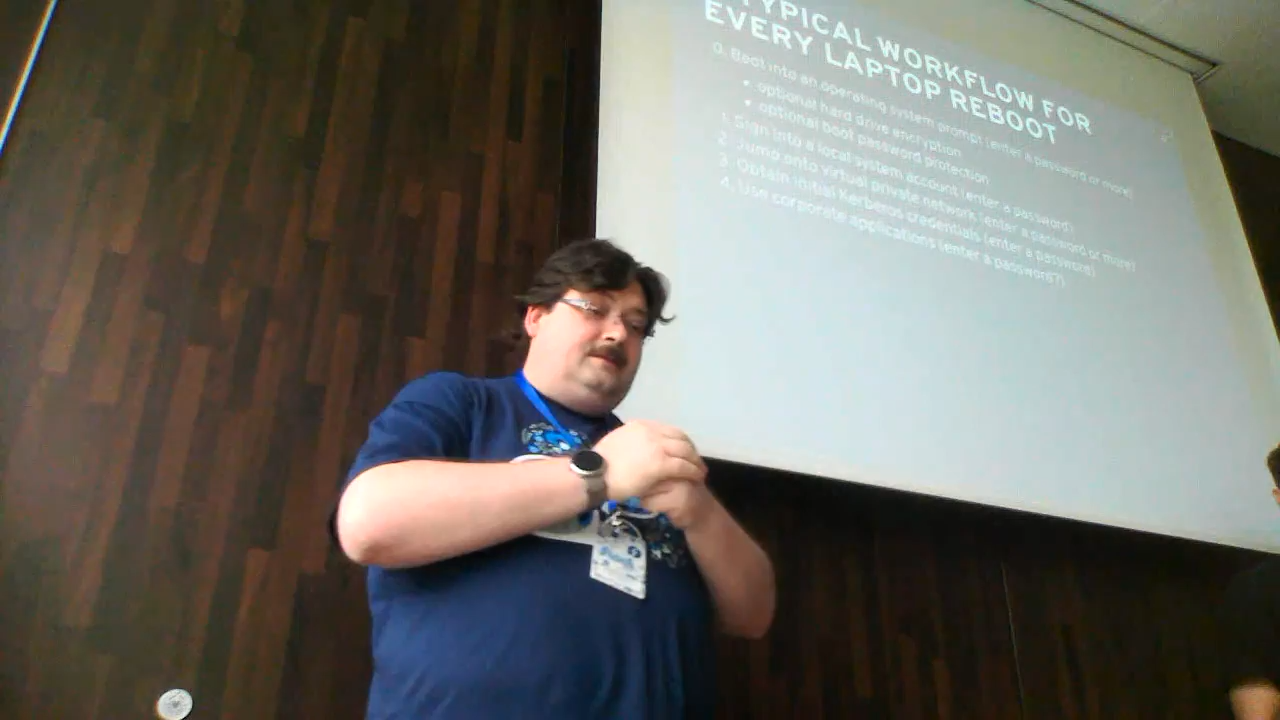 TYPICAL WORKFLOW FOR
EVERY LAPTOP REBOOT
0. Boot into an operating system prompt (enter a password or more)
• optional hard drive encryption
• optional boot password protection
1. Sign into a local system account (enter a password)
2. Jump onto virtual private network (enter a password or more)
3. Obtain initial Kerberos credentials (enter a password)
4. Use corporate applications (enter a password?)